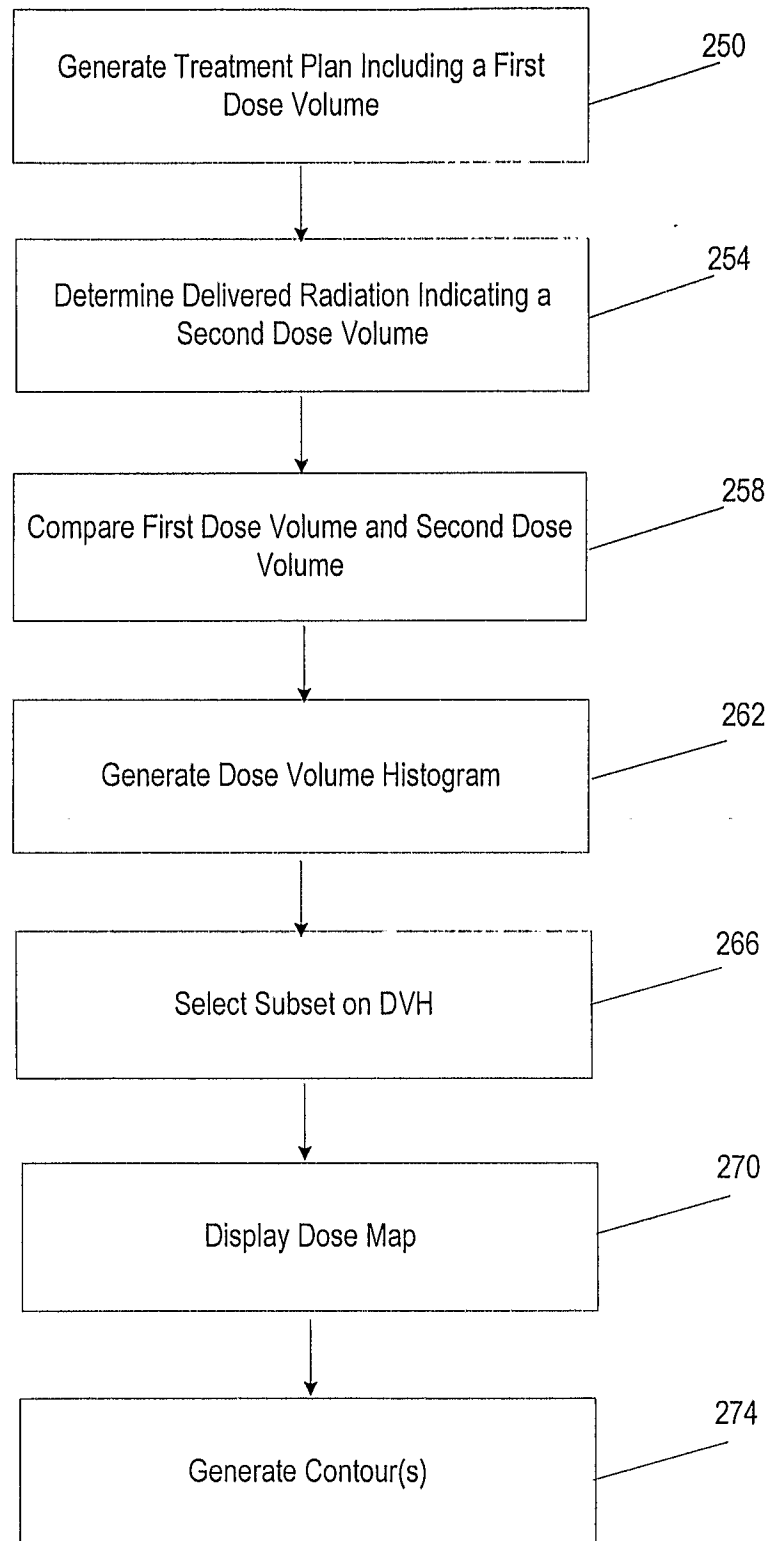 250
Generate Treatment Plan Including a First
Dose Volume
254
Determine Delivered Radiation Indicating a
Second Dose Volume
258
Compare First Dose Volume and Second Dose
Volume
262
Generate Dose Volume Histogram
266
Select Subset on DVH
270
Display Dose Map
274
Generate Contour(s)